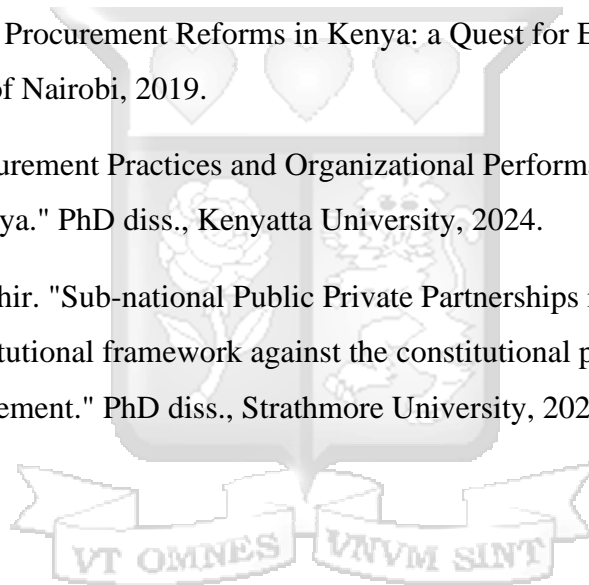 Procurement Reforms in Kenya: a Quest for E
of Nairobi, 2019.
urement Practices and Organizational Performa
ya." PhD diss., Kenyatta University, 2024.
hir. "Sub-national Public Private Partnerships i
tutional framework against the constitutional p
ement." PhD diss., Strathmore University, 202
VT OMNES VNVM SINT